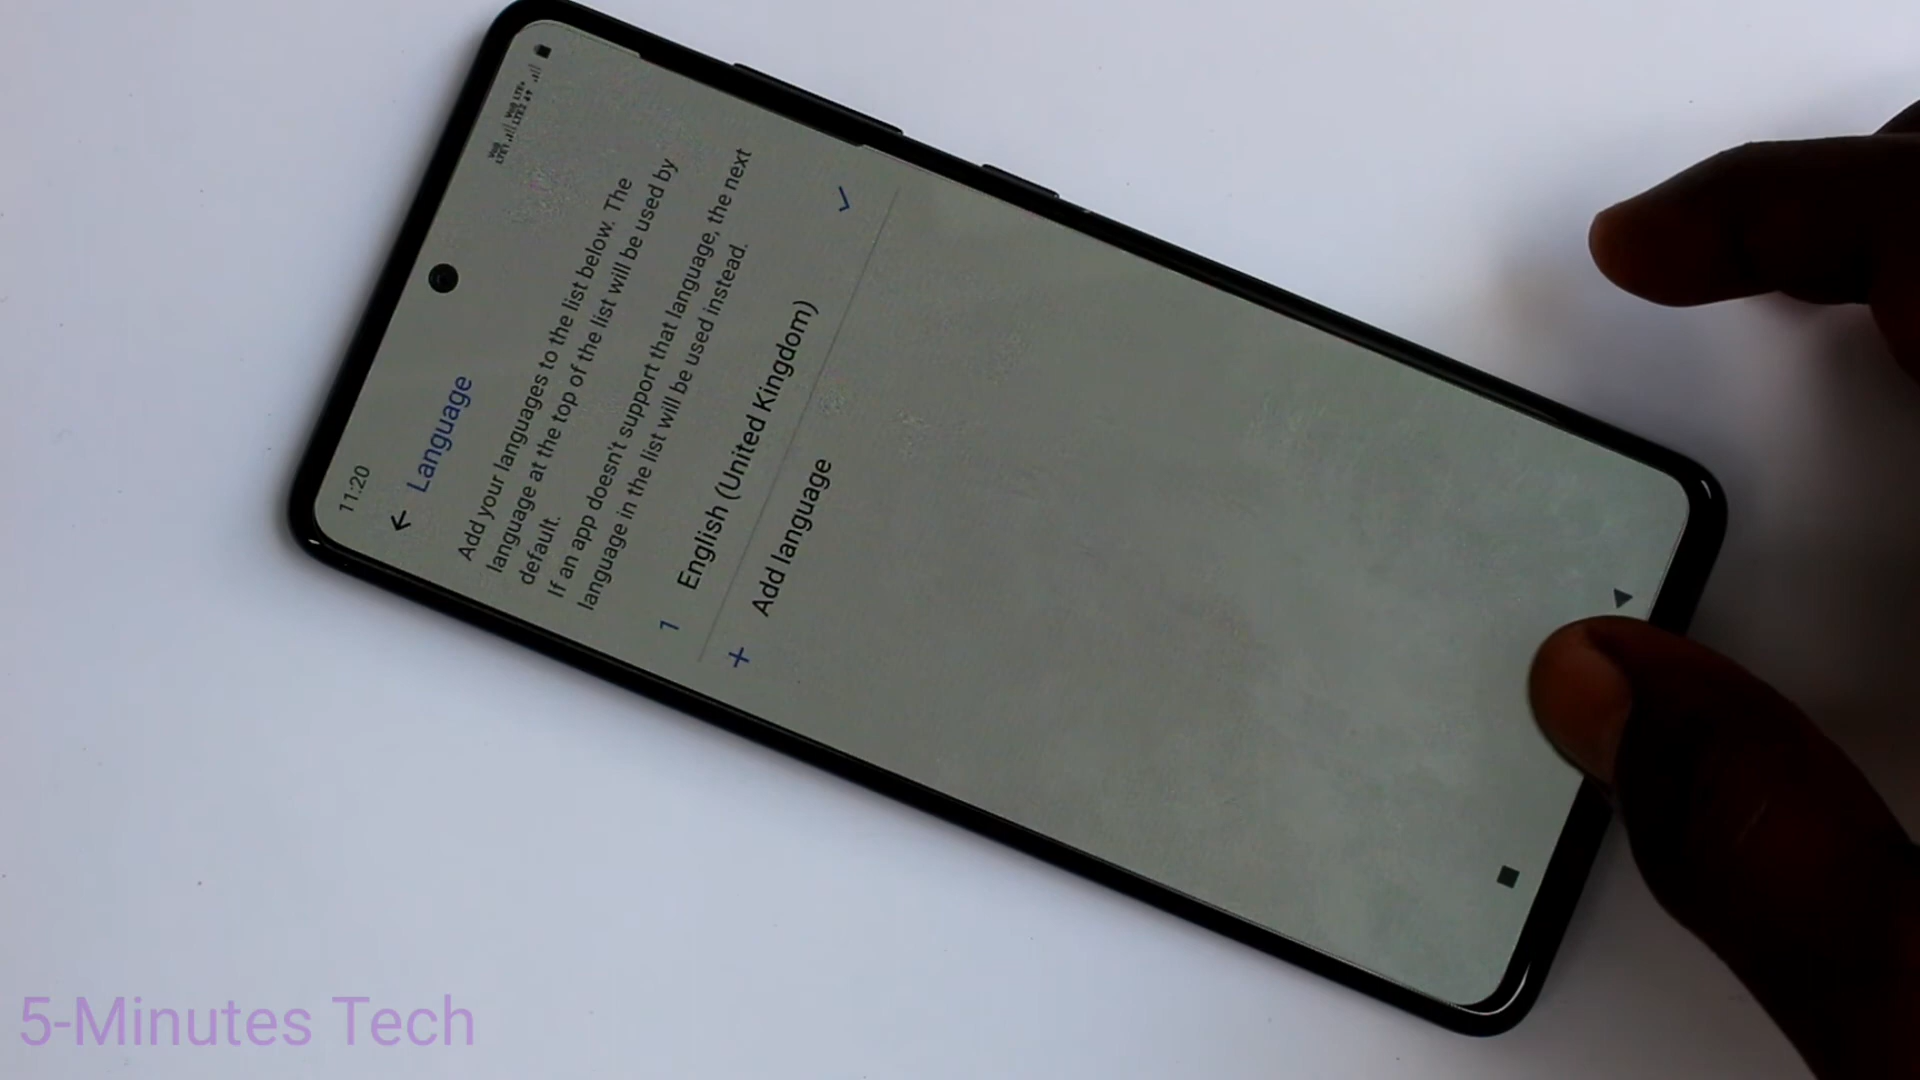 11:20
Language
Add your languages to the list below. The
language at the top of the list will be used by
default.
If an app doesn't support that language, the next
language in the list will be used instead.
1 English (United Kingdom)
+ Add language
5-Minutes Tech